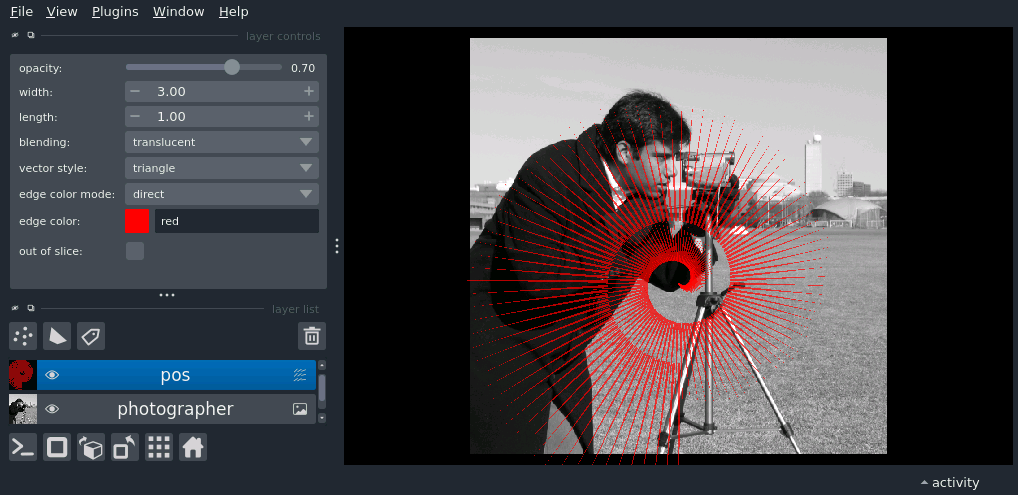 File View Plugins Window Help
layer controls
opacity: 0.70
width: − 3.00 +
length: − 1.00 +
blending: translucent
vector style: triangle
edge color mode: direct
edge color: red
out of slice:
layer list
pos
photographer
activity